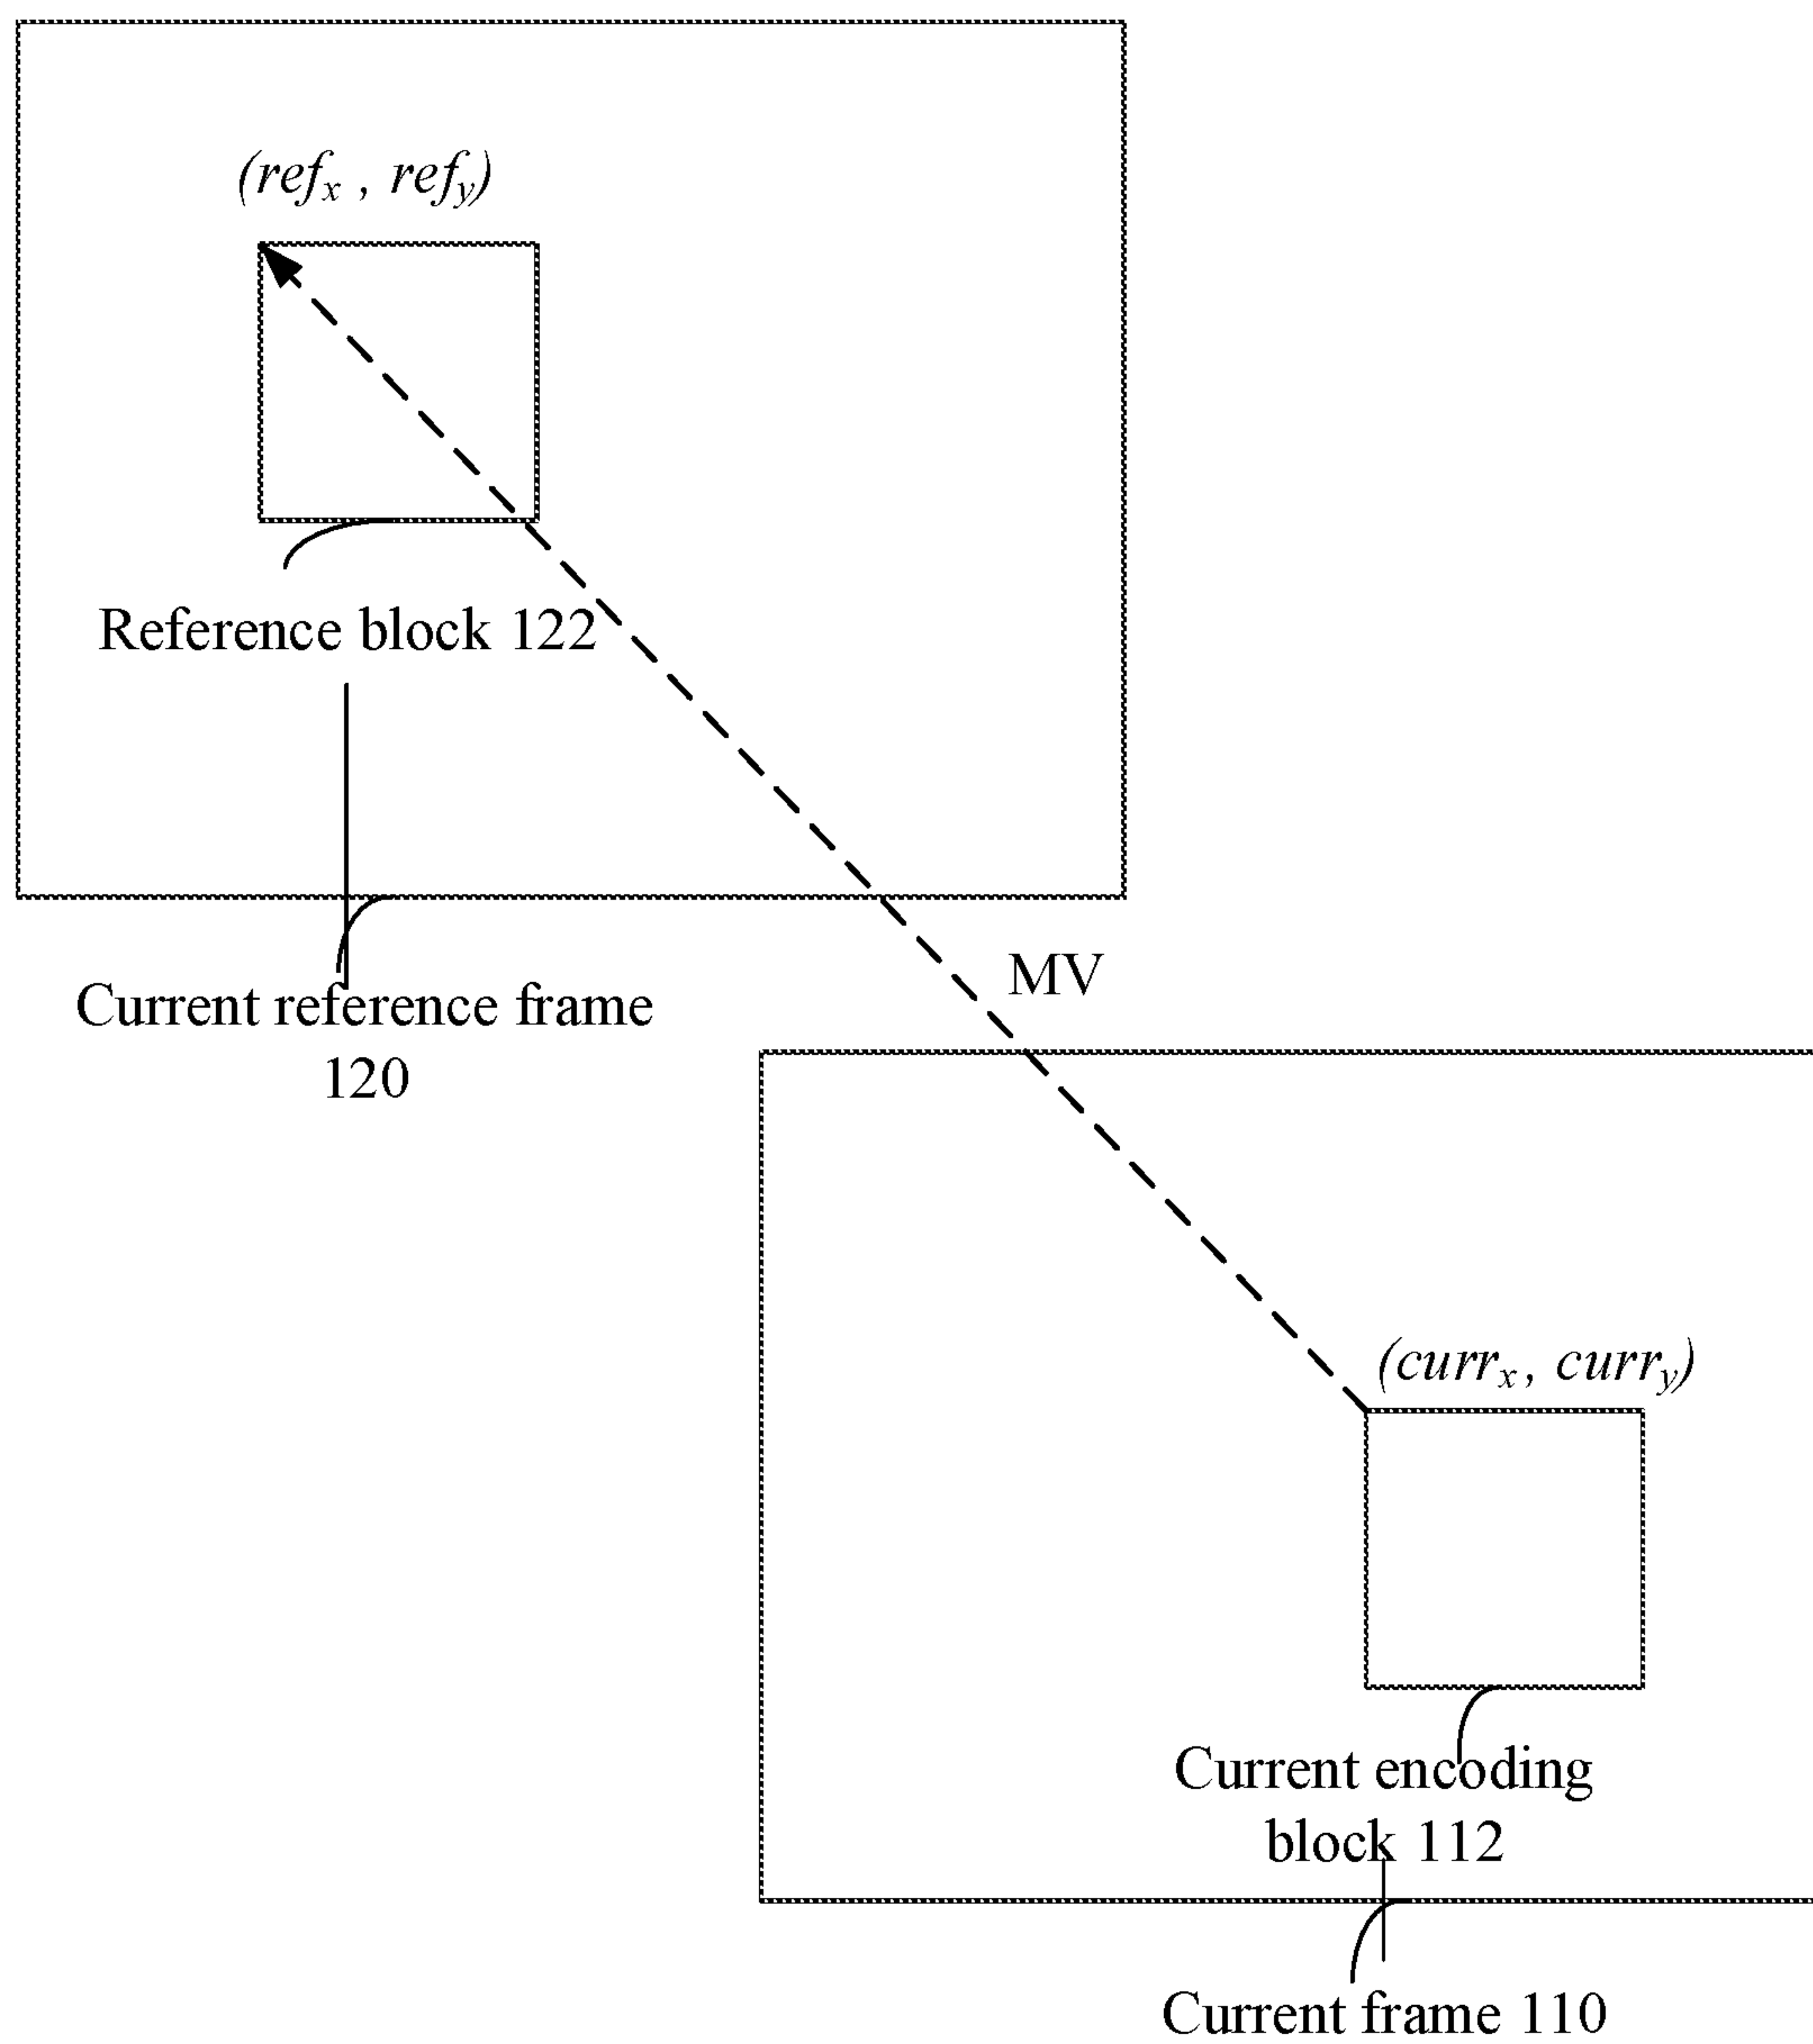 (refx , refy)
Reference block 122
Current reference frame
120
MV
(currx , curry)
Current encoding
block 112
Current frame 110